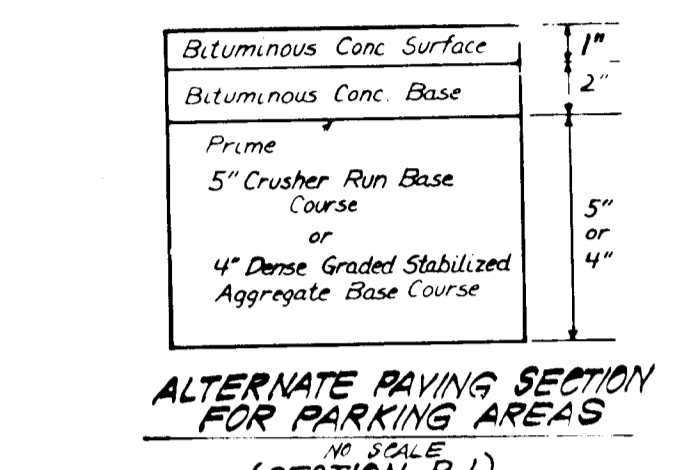 Bituminous Conc Surface
1"
Bituminous Conc. Base
2"
Prime
5" Crusher Run Base
Course
or
4" Dense Graded Stabilized
Aggregate Base Course
5"
or
4"
ALTERNATE PAVING SECTION
FOR PARKING AREAS
NO SCALE